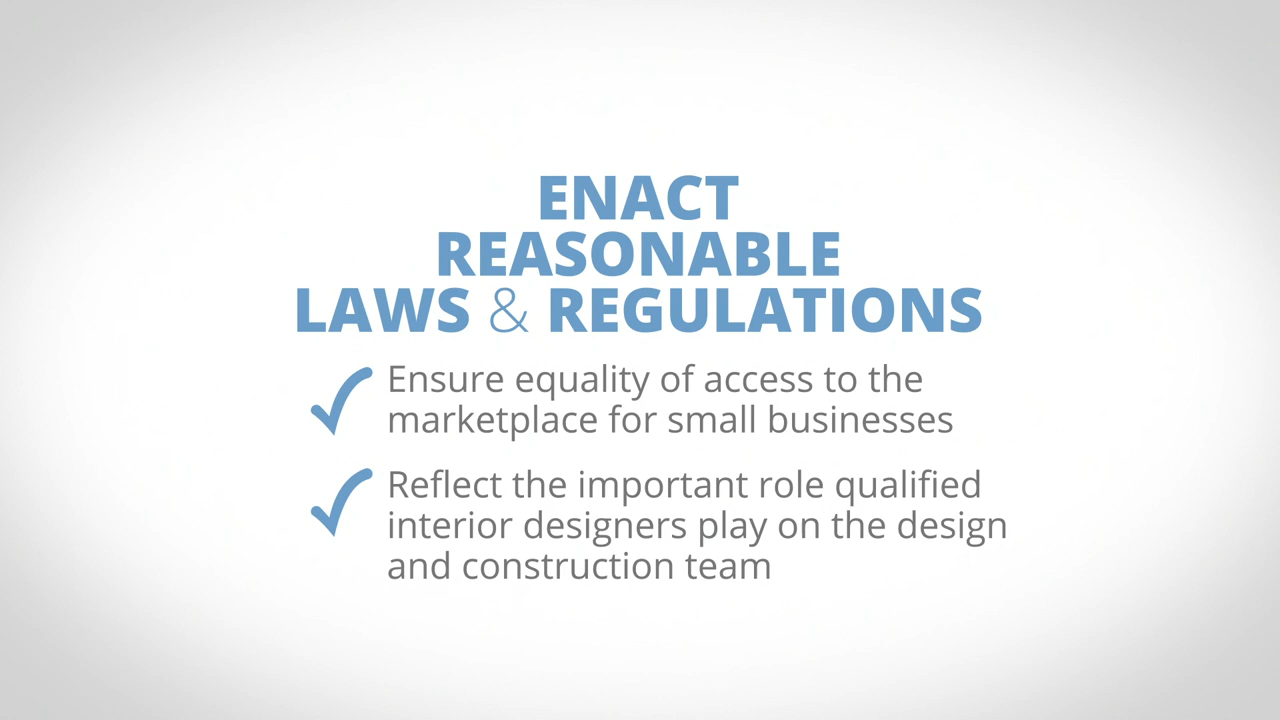 ENACT
REASONABLE
LAWS & REGULATIONS
Ensure equality of access to the
marketplace for small businesses
Reflect the important role qualified
interior designers play on the design
and construction team